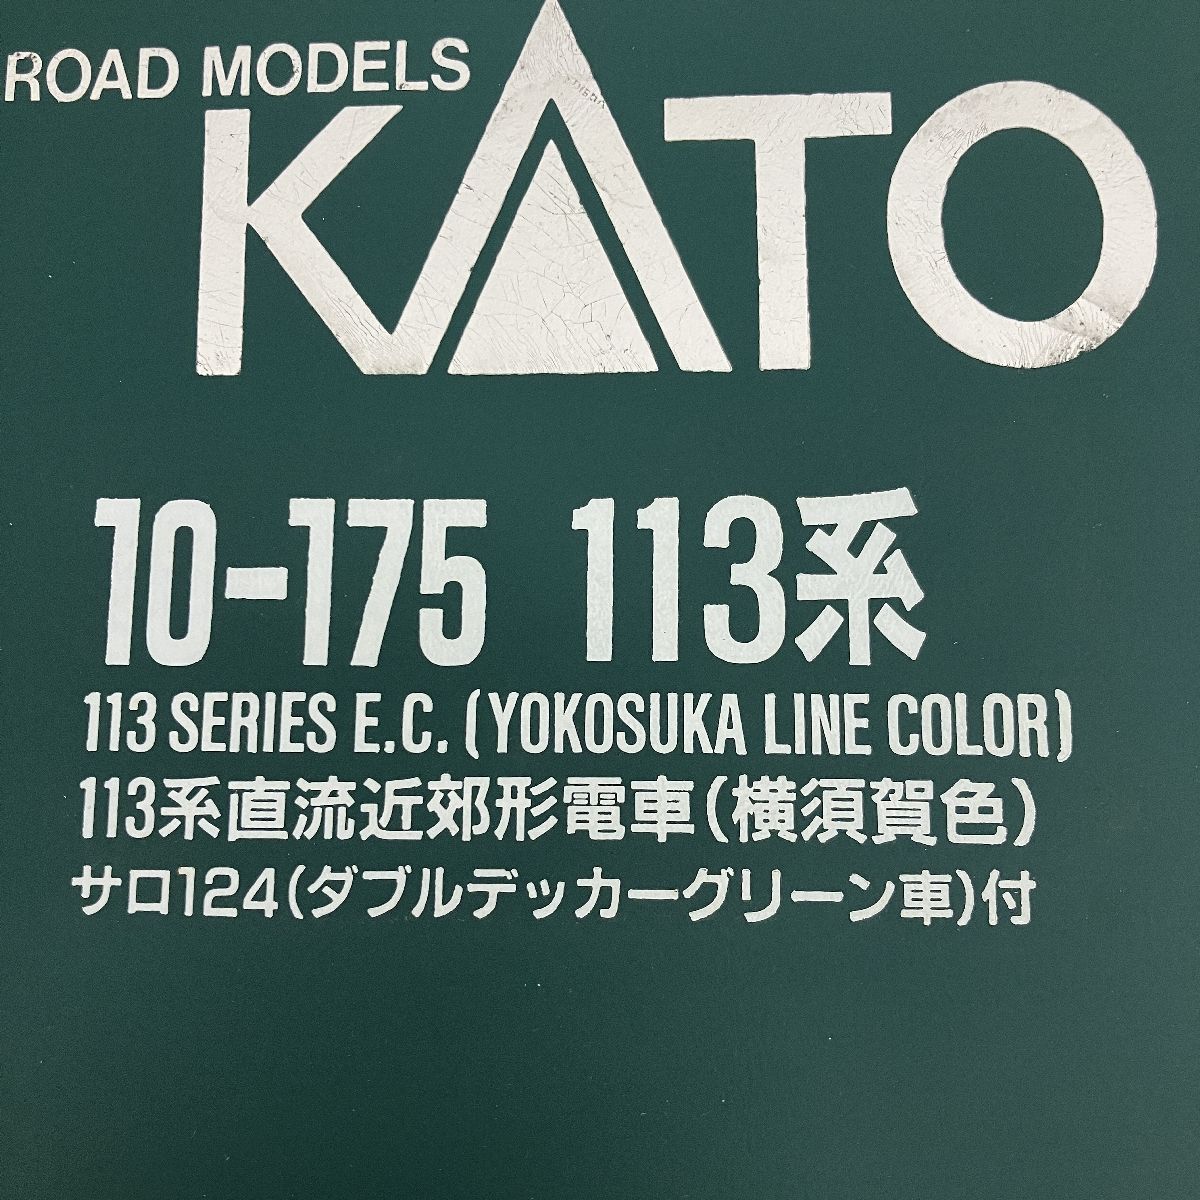 ROAD MODELS
KATO
10-175 113系
113 SERIES E.C. (YOKOSUKA LINE COLOR)
113系直流近郊形電車(横須賀色)
サロ124(ダブルデッカーグリーン車)付